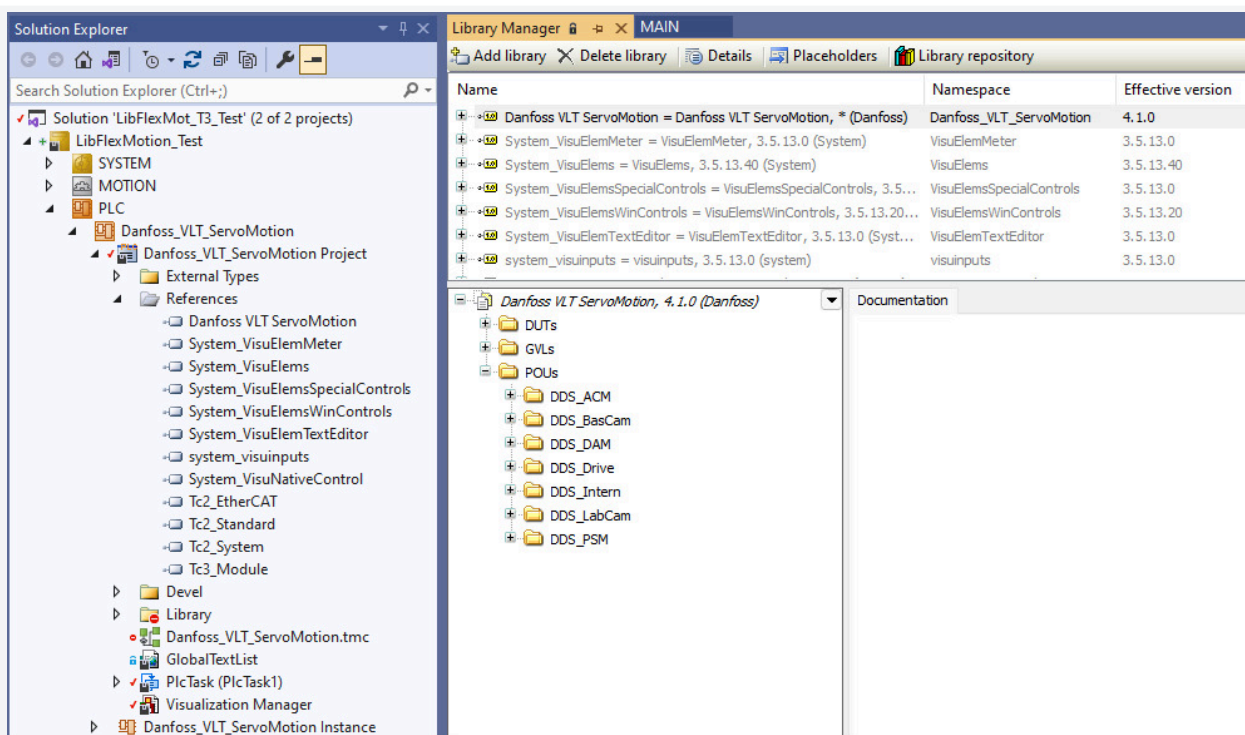 Solution Explorer
Search Solution Explorer (Ctrl+;)
Solution 'LibFlexMot_T3_Test' (2 of 2 projects)
LibFlexMotion_Test
SYSTEM
MOTION
PLC
Danfoss_VLT_ServoMotion
Danfoss_VLT_ServoMotion Project
External Types
References
Danfoss VLT ServoMotion
System_VisuElemMeter
System_VisuElems
System_VisuElemsSpecialControls
System_VisuElemsWinControls
System_VisuElemTextEditor
system_visuinputs
System_VisuNativeControl
Tc2_EtherCAT
Tc2_Standard
Tc2_System
Tc3_Module
Devel
Library
Danfoss_VLT_ServoMotion.tmc
GlobalTextList
PlcTask (PlcTask1)
Visualization Manager
Danfoss_VLT_ServoMotion Instance
Library Manager MAIN
Add library Delete library Details Placeholders Library repository
Name Namespace Effective version
Danfoss VLT ServoMotion = Danfoss VLT ServoMotion, * (Danfoss) Danfoss_VLT_ServoMotion 4.1.0
System_VisuElemMeter = VisuElemMeter, 3.5.13.0 (System) VisuElemMeter 3.5.13.0
System_VisuElems = VisuElems, 3.5.13.40 (System) VisuElems 3.5.13.40
System_VisuElemsSpecialControls = VisuElemsSpecialControls, 3.5... VisuElemsSpecialControls 3.5.13.0
System_VisuElemsWinControls = VisuElemsWinControls, 3.5.13.20... VisuElemsWinControls 3.5.13.20
System_VisuElemTextEditor = VisuElemTextEditor, 3.5.13.0 (Syst... VisuElemTextEditor 3.5.13.0
system_visuinputs = visuinputs, 3.5.13.0 (system) visuinputs 3.5.13.0
Danfoss VLT ServoMotion, 4.1.0 (Danfoss)
DUTs
GVLs
POUs
DDS_ACM
DDS_BasCam
DDS_DAM
DDS_Drive
DDS_Intern
DDS_LabCam
DDS_PSM
Documentation